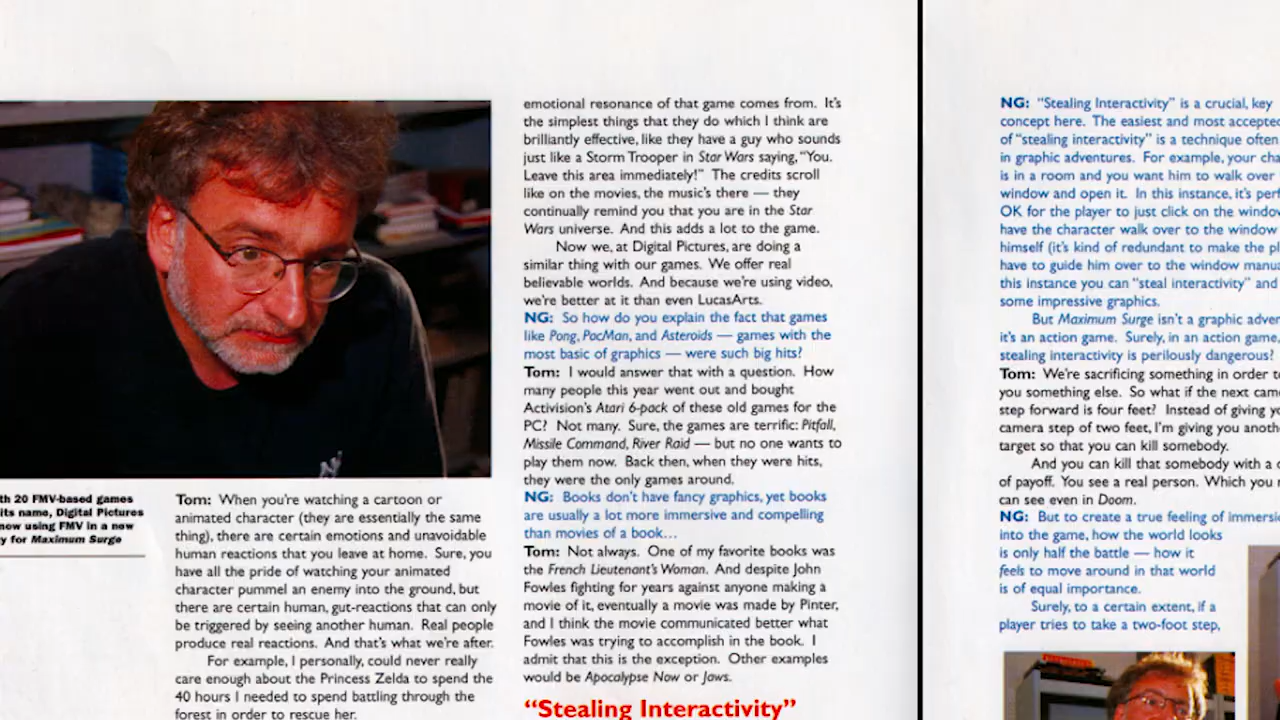 th 20 FMV-based games
its name, Digital Pictures
now using FMV in a new
y for Maximum Surge
Tom: When you're watching a cartoon or
animated character (they are essentially the same
thing), there are certain emotions and unavoidable
human reactions that you leave at home. Sure, you
have all the pride of watching your animated
character pummel an enemy into the ground, but
there are certain human, gut-reactions that can only
be triggered by seeing another human. Real people
produce real reactions. And that's what we're after.
For example, I personally, could never really
care enough about the Princess Zelda to spend the
40 hours I needed to spend battling through the
forest in order to rescue her.
emotional resonance of that game comes from. It's
the simplest things that they do which I think are
brilliantly effective, like they have a guy who sounds
just like a Storm Trooper in Star Wars saying, "You.
Leave this area immediately!" The credits scroll
like on the movies, the music's there — they
continually remind you that you are in the Star
Wars universe. And this adds a lot to the game.
Now we, at Digital Pictures, are doing a
similar thing with our games. We offer real
believable worlds. And because we're using video,
we're better at it than even LucasArts.
NG: So how do you explain the fact that games
like Pong, PacMan, and Asteroids — games with the
most basic of graphics — were such big hits?
Tom: I would answer that with a question. How
many people this year went out and bought
Activision's Atari 6-pack of these old games for the
PC? Not many. Sure, the games are terrific: Pitfall,
Missile Command, River Raid — but no one wants to
play them now. Back then, when they were hits,
they were the only games around.
NG: Books don't have fancy graphics, yet books
are usually a lot more immersive and compelling
than movies of a book...
Tom: Not always. One of my favorite books was
the French Lieutenant's Woman. And despite John
Fowles fighting for years against anyone making a
movie of it, eventually a movie was made by Pinter,
and I think the movie communicated better what
Fowles was trying to accomplish in the book. I
admit that this is the exception. Other examples
would be Apocalypse Now or Jaws.
"Stealing Interactivity"
NG: "Stealing Interactivity" is a crucial, key
concept here. The easiest and most accepted
of "stealing interactivity" is a technique often
in graphic adventures. For example, your cha
is in a room and you want him to walk over
window and open it. In this instance, it's perf
OK for the player to just click on the window
have the character walk over to the window
himself (it's kind of redundant to make the pl
have to guide him over to the window manua
this instance you can "steal interactivity" and
some impressive graphics.
But Maximum Surge isn't a graphic adven
it's an action game. Surely, in an action game,
stealing interactivity is perilously dangerous?
Tom: We're sacrificing something in order to
you something else. So what if the next came
step forward is four feet? Instead of giving yo
camera step of two feet, I'm giving you anoth
target so that you can kill somebody.
And you can kill that somebody with a d
of payoff. You see a real person. Which you n
can see even in Doom.
NG: But to create a true feeling of immersi
into the game, how the world looks
is only half the battle — how it
feels to move around in that world
is of equal importance.
Surely, to a certain extent, if a
player tries to take a two-foot step,